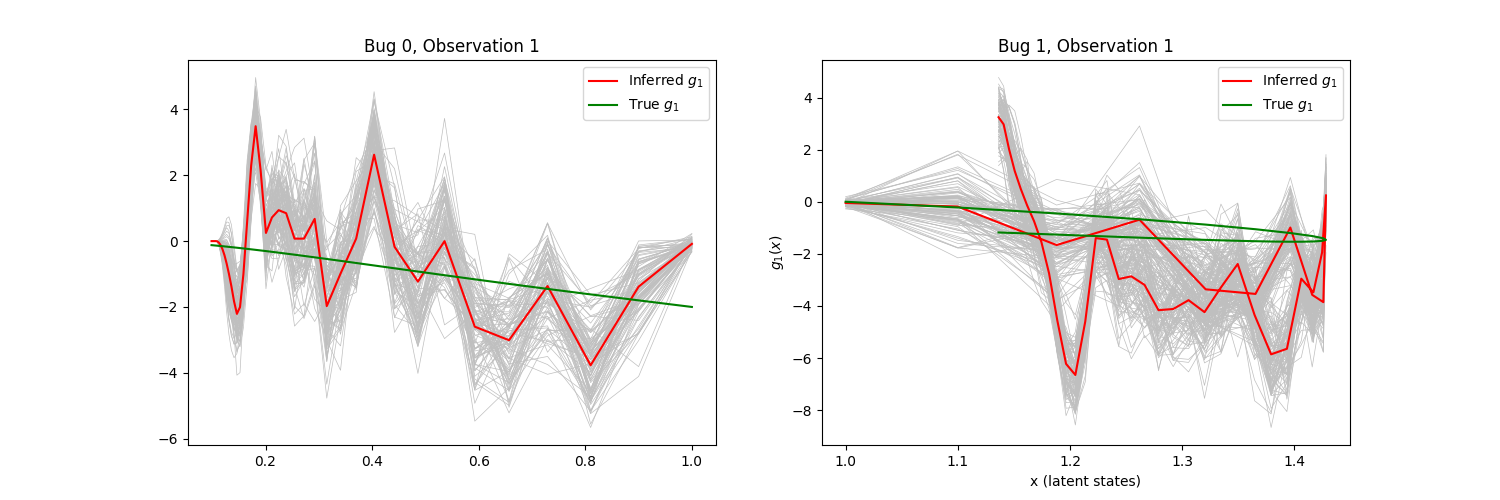 Bug 0, Observation 1
Inferred g₁
True g₁
4
2
0
−2
−4
−6
0.2
0.4
0.6
0.8
1.0
Bug 1, Observation 1
Inferred g₁
True g₁
g₁(x)
4
2
0
−2
−4
−6
−8
1.0
1.1
1.2
1.3
1.4
x (latent states)